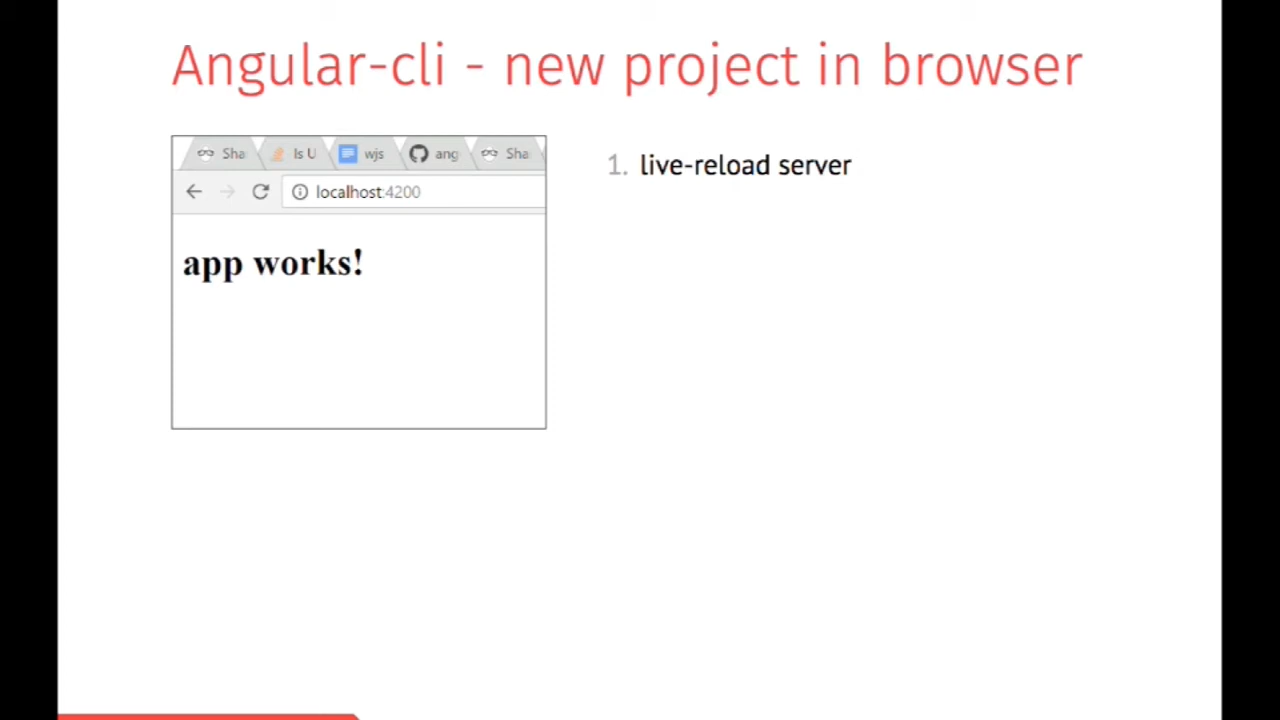 Angular-cli - new project in browser
Sha Is U wjs ang Sha
localhost:4200
app works!
1. live-reload server